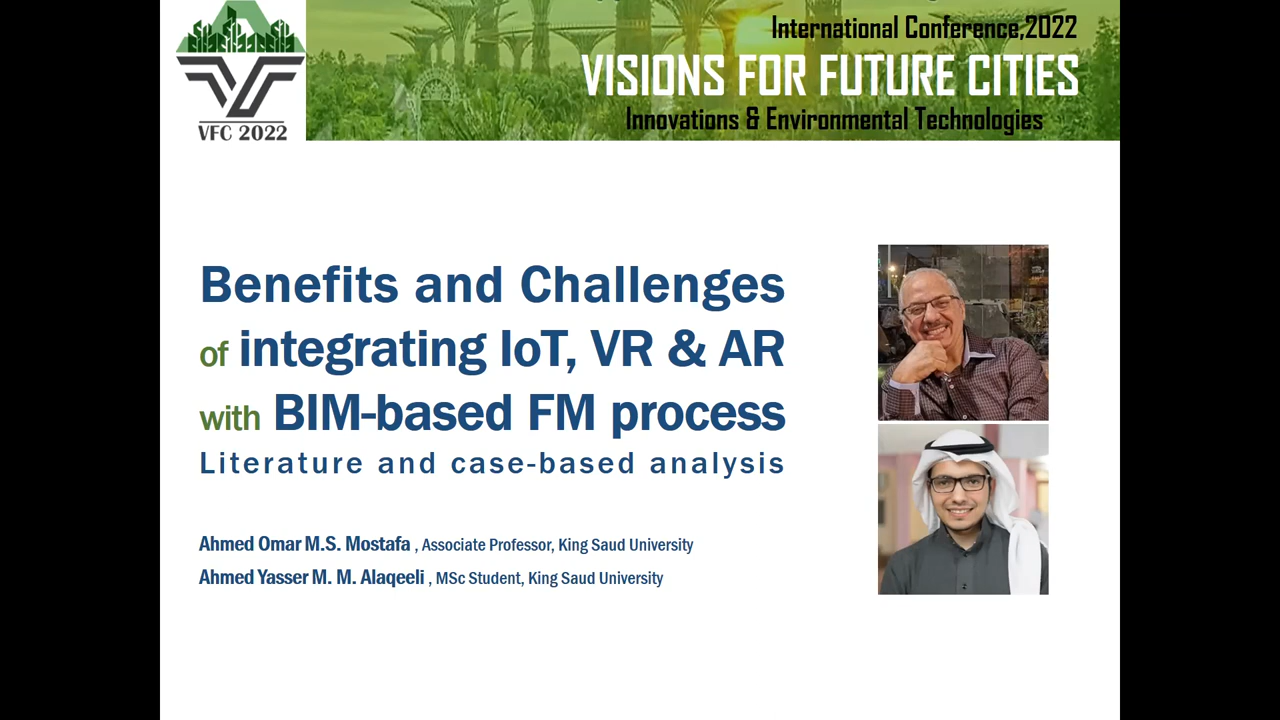 VFC 2022
International Conference,2022
VISIONS FOR FUTURE CITIES
Innovations & Environmental Technologies
Benefits and Challenges
of integrating IoT, VR & AR
with BIM-based FM process
Literature and case-based analysis
Ahmed Omar M.S. Mostafa , Associate Professor, King Saud University
Ahmed Yasser M. M. Alaqeeli , MSc Student, King Saud University